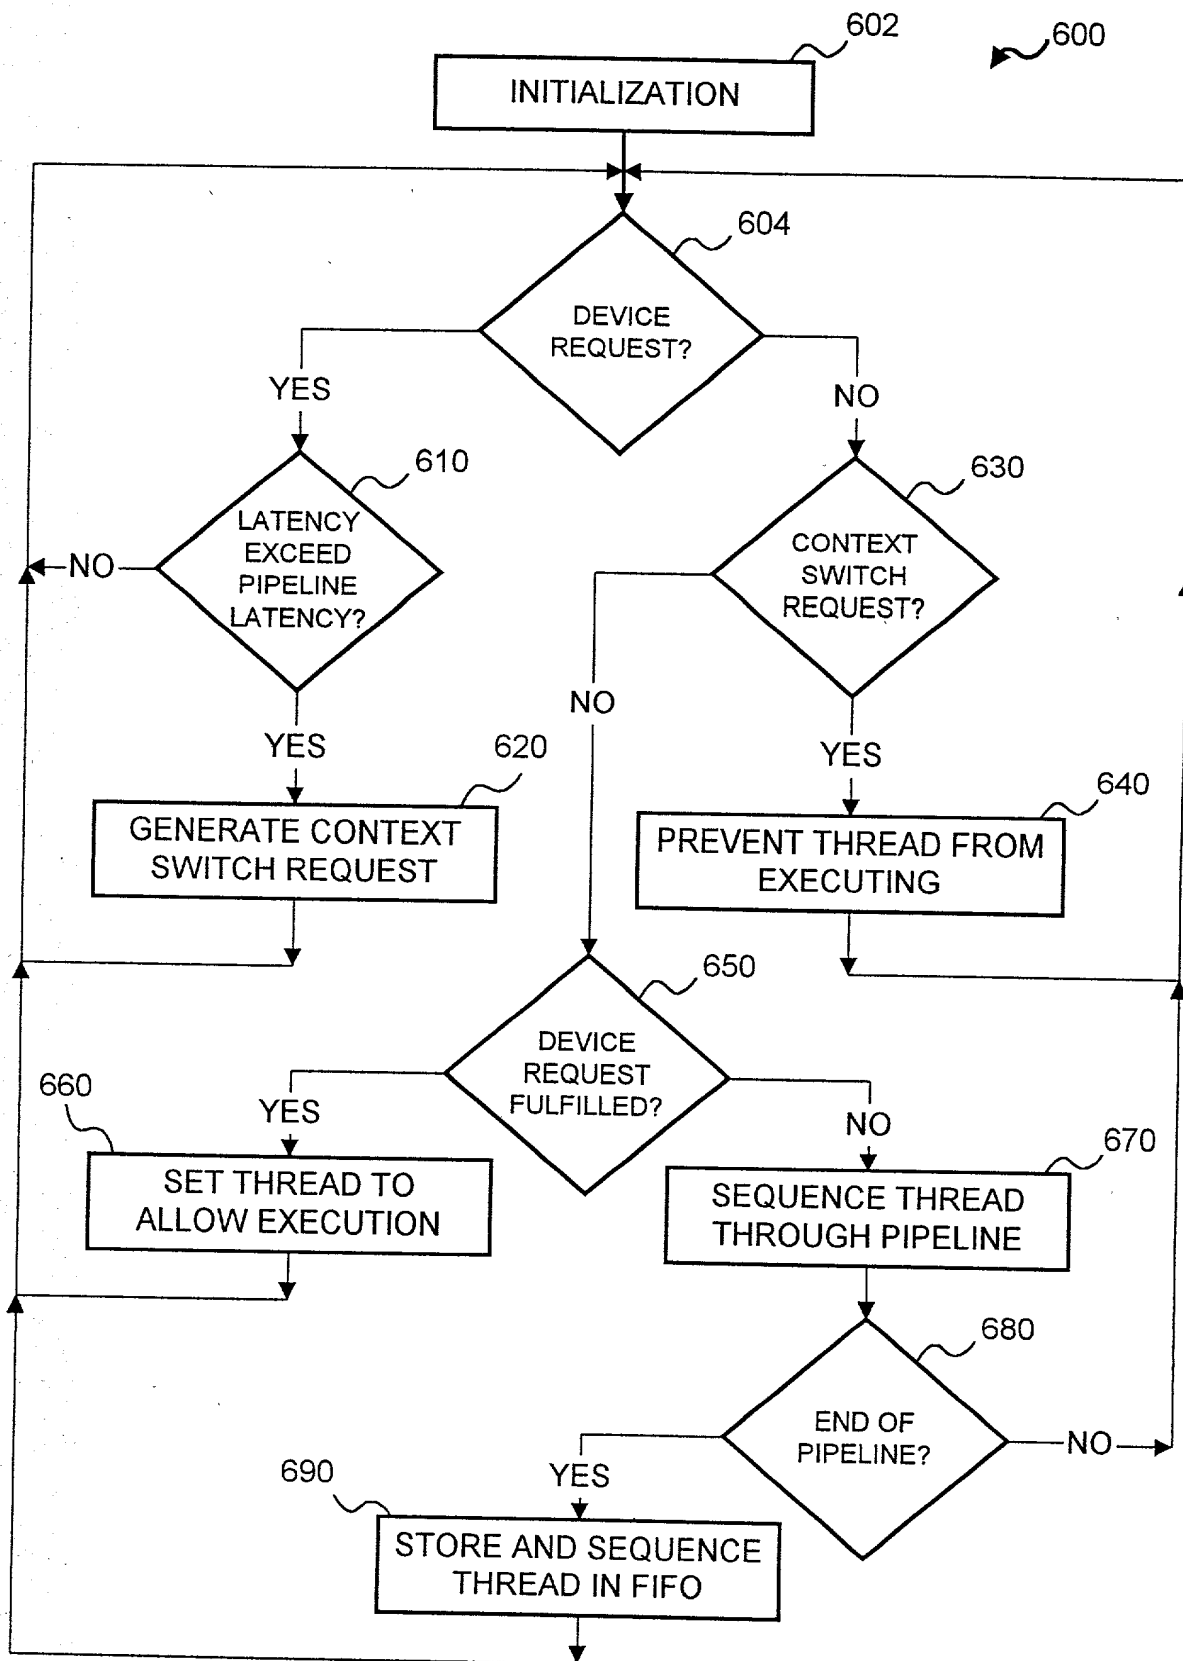 602
600
INITIALIZATION
604
DEVICE
REQUEST?
YES
NO
610
630
LATENCY
EXCEED
PIPELINE
LATENCY?
NO
CONTEXT
SWITCH
REQUEST?
NO
YES
620
YES
640
GENERATE CONTEXT
SWITCH REQUEST
PREVENT THREAD FROM
EXECUTING
650
DEVICE
REQUEST
FULFILLED?
660
YES
NO
670
SET THREAD TO
ALLOW EXECUTION
SEQUENCE THREAD
THROUGH PIPELINE
680
END OF
PIPELINE?
NO
690
YES
STORE AND SEQUENCE
THREAD IN FIFO